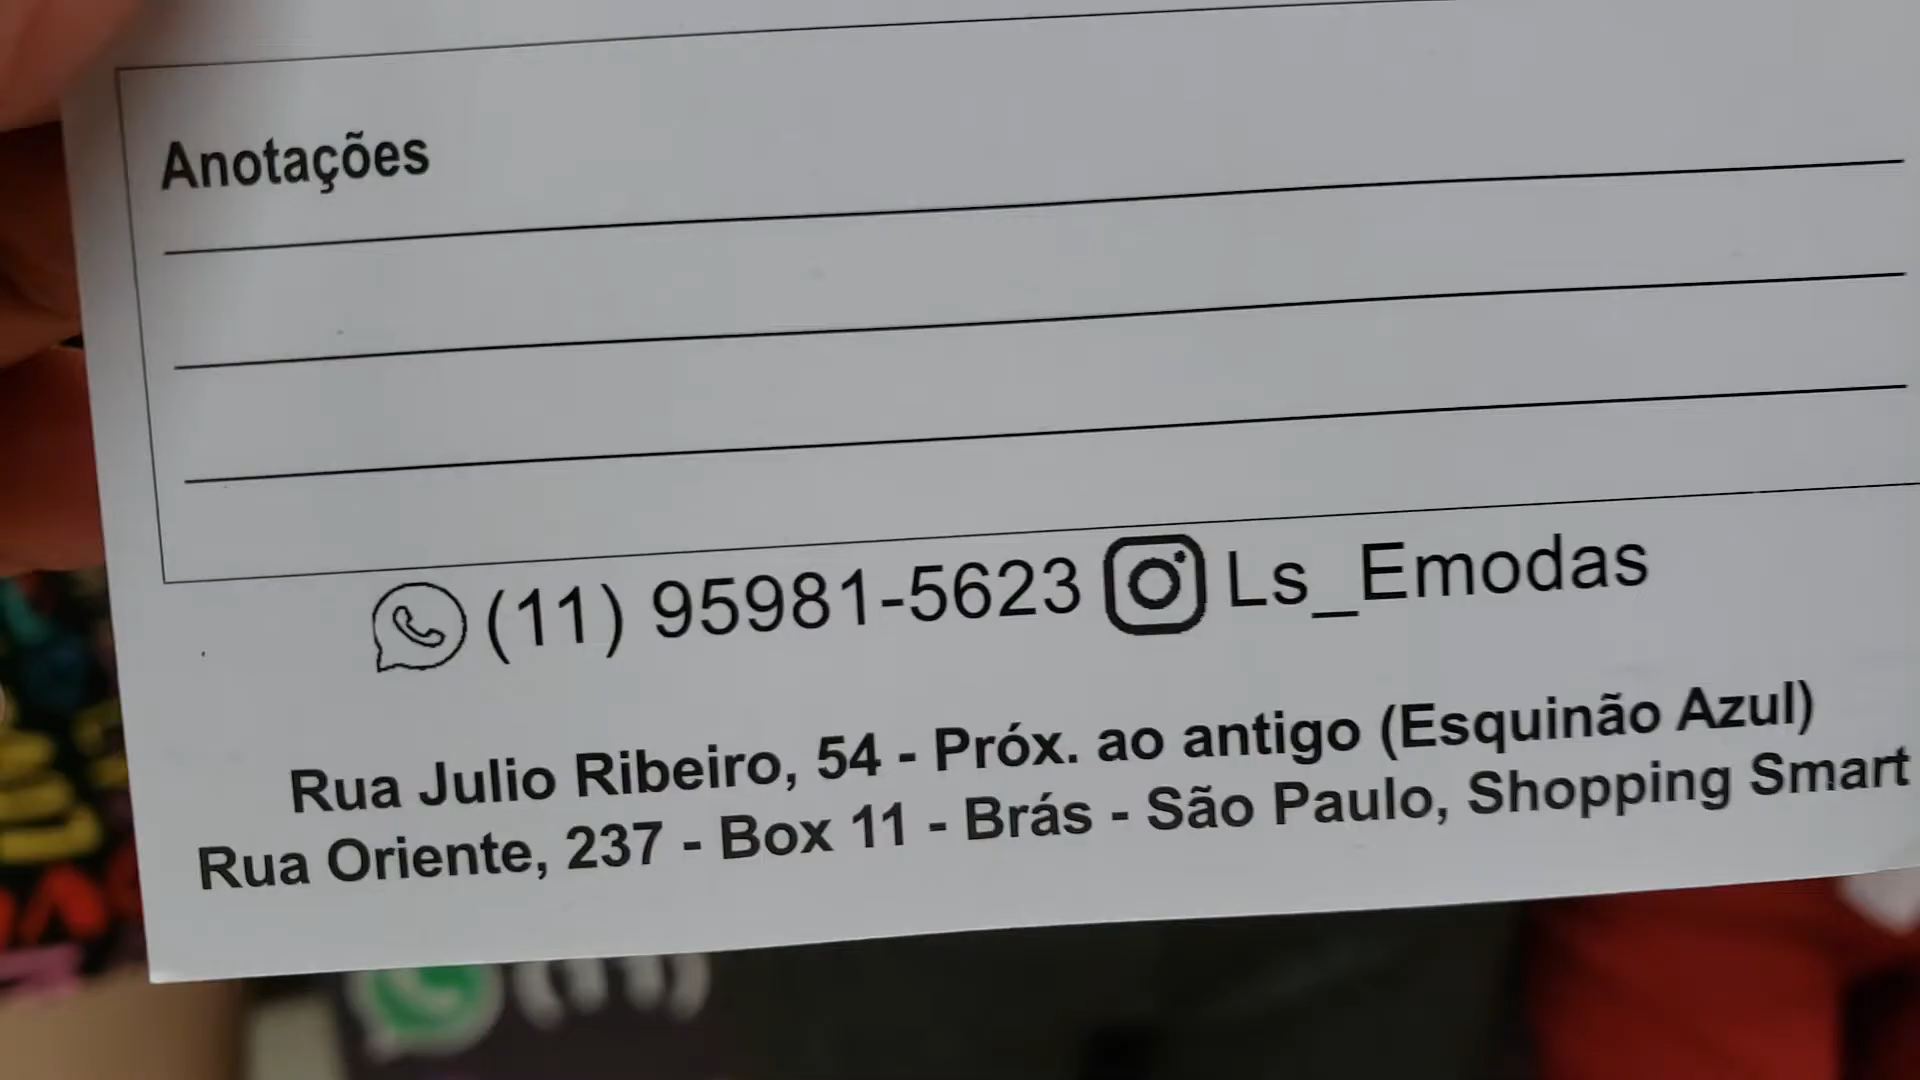 Anotações
(11) 95981-5623 Ls_Emodas
Rua Julio Ribeiro, 54 - Próx. ao antigo (Esquinão Azul)
Rua Oriente, 237 - Box 11 - Brás - São Paulo, Shopping Smart
(11)